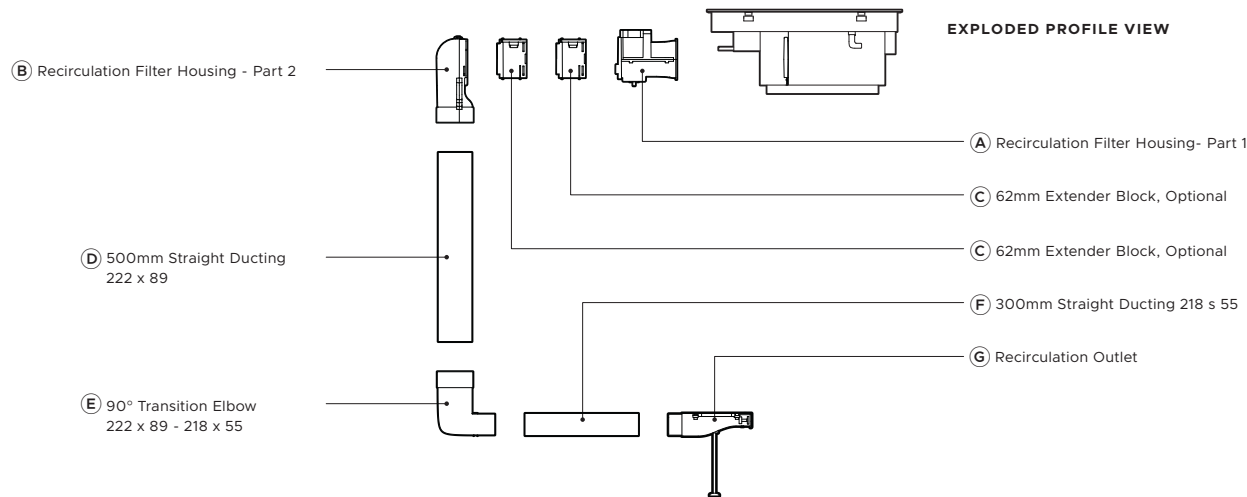 EXPLODED PROFILE VIEW
B Recirculation Filter Housing - Part 2
A Recirculation Filter Housing- Part 1
C 62mm Extender Block, Optional
C 62mm Extender Block, Optional
D 500mm Straight Ducting
222 x 89
F 300mm Straight Ducting 218 s 55
G Recirculation Outlet
E 90° Transition Elbow
222 x 89 - 218 x 55